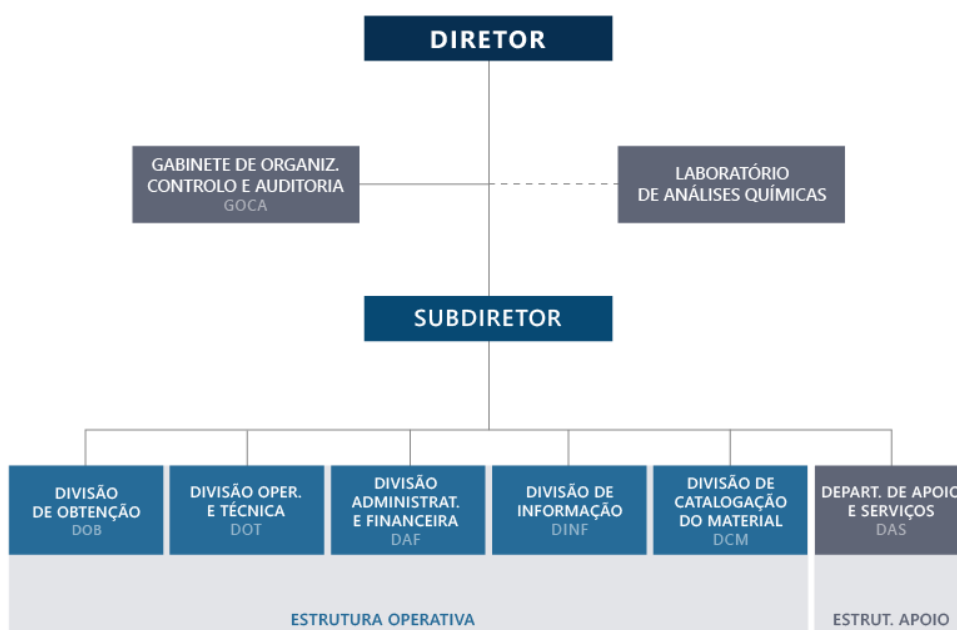 DIRETOR
GABINETE DE ORGANIZ.
CONTROLO E AUDITORIA
GOCA
LABORATÓRIO
DE ANÁLISES QUÍMICAS
SUBDIRETOR
DIVISÃO
DE OBTENÇÃO
DOB
DIVISÃO OPER.
E TÉCNICA
DOT
DIVISÃO
ADMINISTRAT.
E FINANCEIRA
DAF
DIVISÃO DE
INFORMAÇÃO
DINF
DIVISÃO DE
CATALOGAÇÃO
DO MATERIAL
DCM
DEPART. DE APOIO
E SERVIÇOS
DAS
ESTRUTURA OPERATIVA
ESTRUT. APOIO